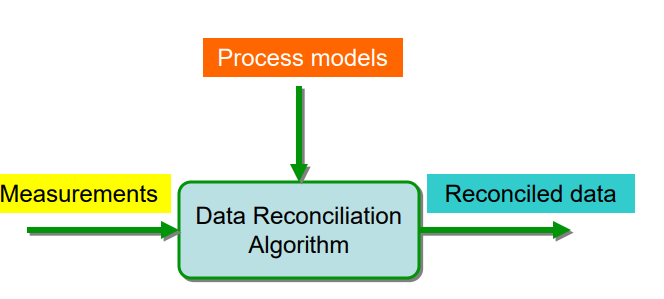 Process models
Measurements
Reconciled data
Data Reconciliation
Algorithm